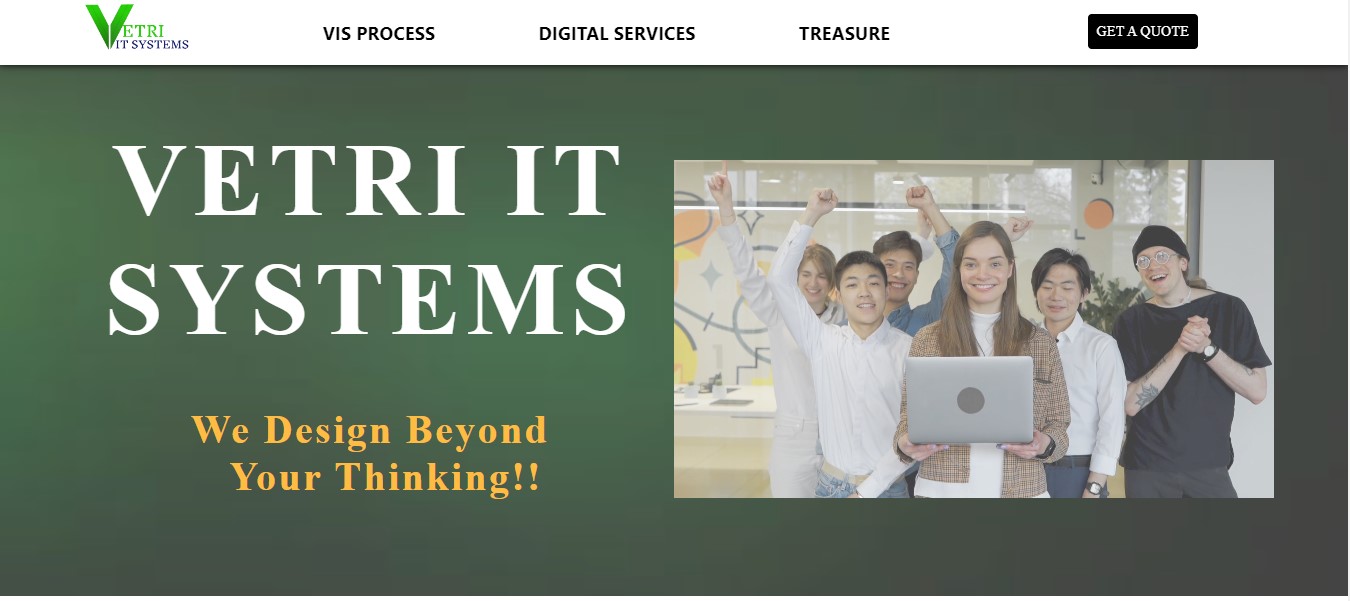 VETRI
IT SYSTEMS
VIS PROCESS
DIGITAL SERVICES
TREASURE
GET A QUOTE
VETRI IT
SYSTEMS
We Design Beyond
Your Thinking!!